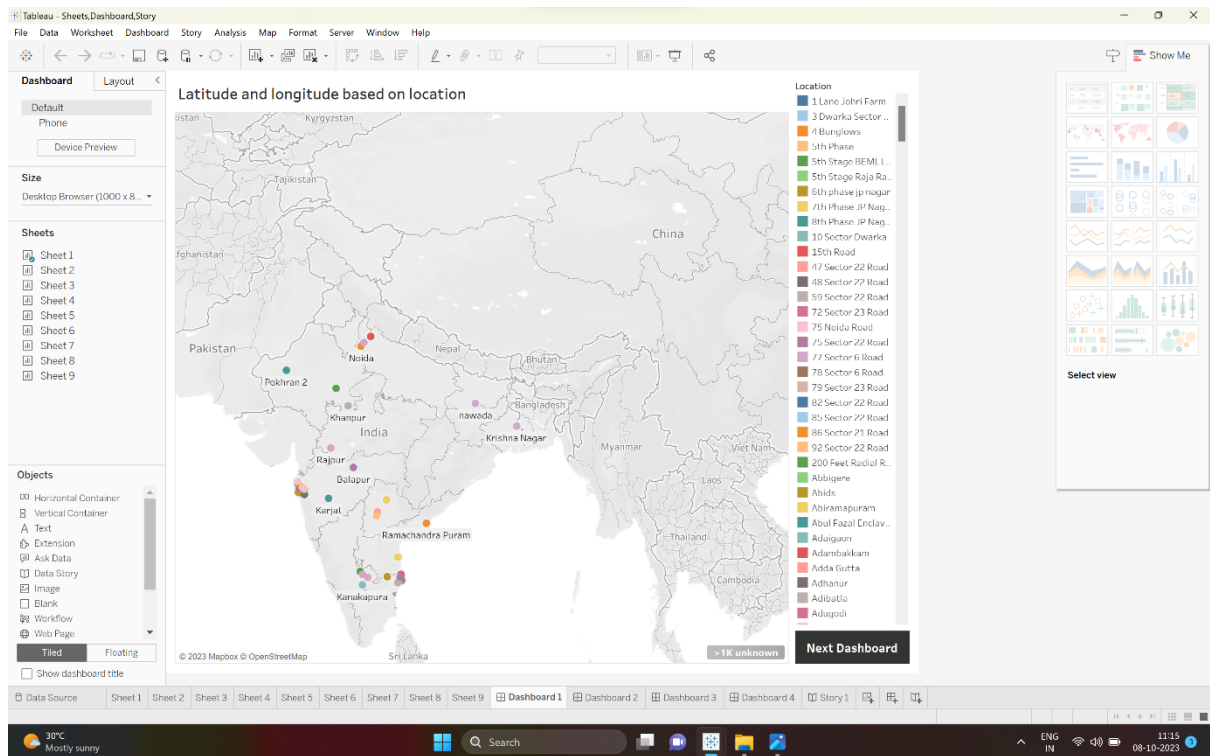 Tableau - Sheets,Dashboard,Story
File Data Worksheet Dashboard Story Analysis Map Format Server Window Help
Show Me
Dashboard Layout
Default
Phone
Device Preview
Size
Desktop Browser (1000 x 8...
Sheets
Sheet 1
Sheet 2
Sheet 3
Sheet 4
Sheet 5
Sheet 6
Sheet 7
Sheet 8
Sheet 9
Objects
Horizontal Container
Vertical Container
A Text
Extension
Ask Data
Data Story
Image
Blank
Workflow
Web Page
Tiled Floating
Show dashboard title
Latitude and longitude based on location
kistan
Kyrgyzstan
Tajikistan
China
fghanistan
Pakistan
Noida
Nepal
Bhutan
Pokhran 2
Khanpur
nawada
Bangladesh
India
Krishna Nagar
Myanmar
Viet Nam
Rajpur
Balapur
Laos
Karjal
Ramachandra Puram
Thailand
Cambodia
Kanakapura
© 2023 Mapbox © OpenStreetMap
Sri Lanka
>1K unknown
Location
1 Lane Johri Farm
3 Dwarka Sector ..
4 Bunglows
5th Phase
5th Stage BEML L..
5th Stage Raja Ra..
6th phase jp nagar
7th Phase JP Nag..
8th Phase JP Nag..
10 Sector Dwarka
15th Road
47 Sector 22 Road
48 Sector 22 Road
59 Sector 22 Road
72 Sector 23 Road
75 Noida Road
75 Sector 22 Road
77 Sector 6 Road
78 Sector 6 Road
79 Sector 23 Road
82 Sector 22 Road
85 Sector 22 Road
86 Sector 21 Road
92 Sector 22 Road
200 Feet Radial R..
Abbigere
Abids
Abiramapuram
Abul Fazal Enclav..
Adaigaon
Adambakkam
Adda Gutta
Adhanur
Adibatla
Adugodi
Next Dashboard
Select view
Data Source Sheet 1 Sheet 2 Sheet 3 Sheet 4 Sheet 5 Sheet 6 Sheet 7 Sheet 8 Sheet 9 Dashboard 1 Dashboard 2 Dashboard 3 Dashboard 4 Story 1
30°C
Mostly sunny
Search
ENG
IN
11:15
08-10-2023
3